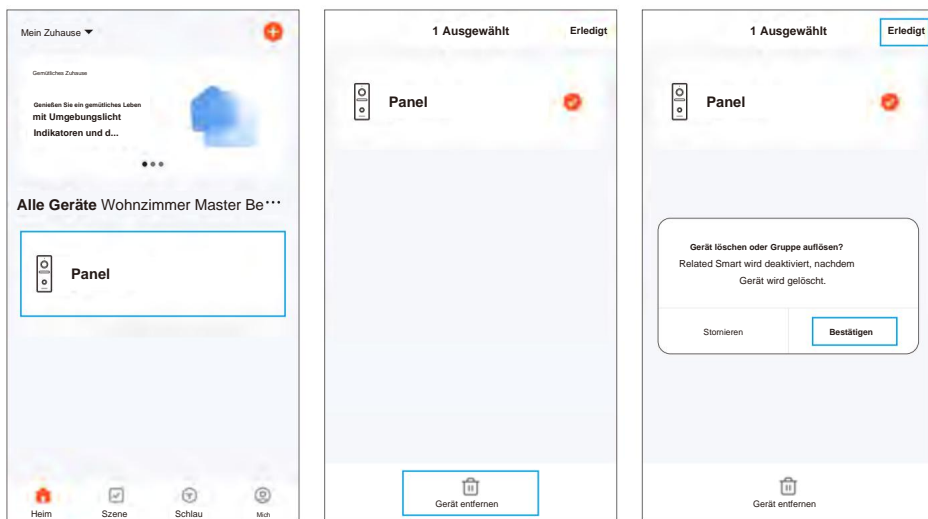 Mein Zuhause
Gemütliches Zuhause
Genießen Sie ein gemütliches Leben
mit Umgebungslicht
Indikatoren und d...
Alle Geräte Wohnzimmer Master Be···
Panel
Heim Szene Schlau Mich
1 Ausgewählt Erledigt
Panel
Gerät entfernen
1 Ausgewählt Erledigt
Panel
Gerät löschen oder Gruppe auflösen?
Related Smart wird deaktiviert, nachdem
Gerät wird gelöscht.
Stornieren Bestätigen
Gerät entfernen